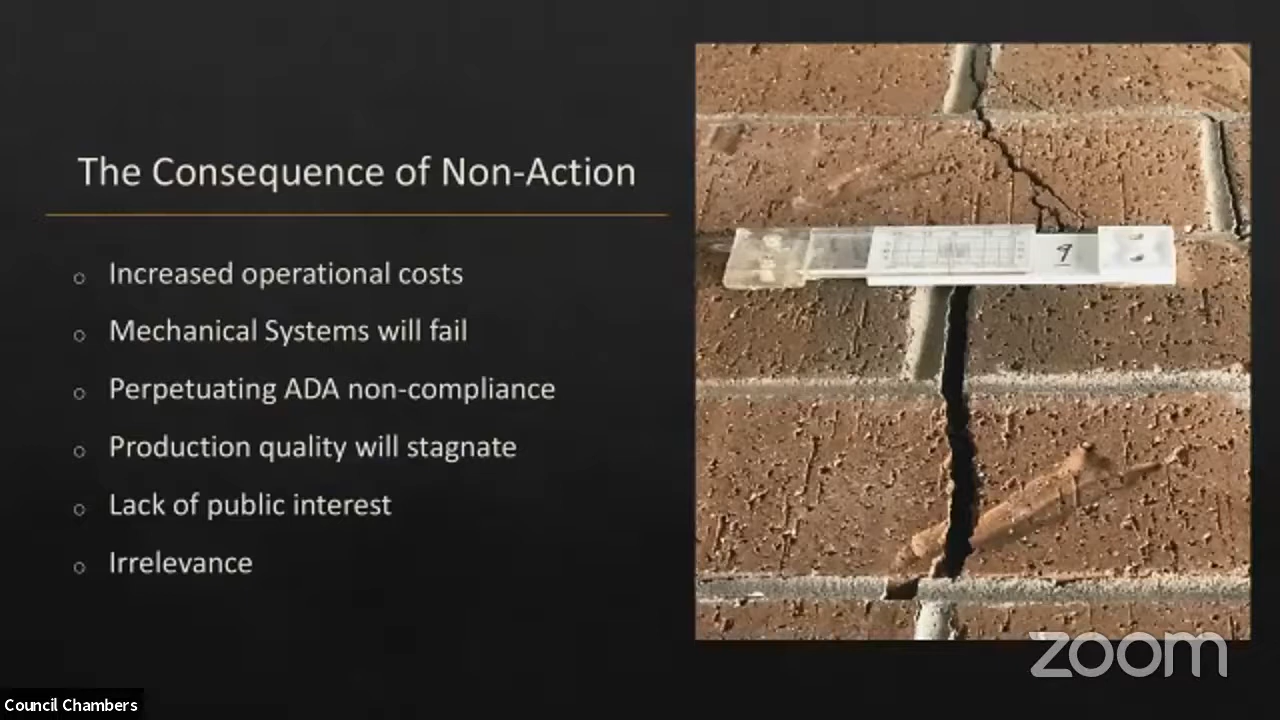 The Consequence of Non-Action
Increased operational costs
Mechanical Systems will fail
Perpetuating ADA non-compliance
Production quality will stagnate
Lack of public interest
Irrelevance
9
zoom
Council Chambers